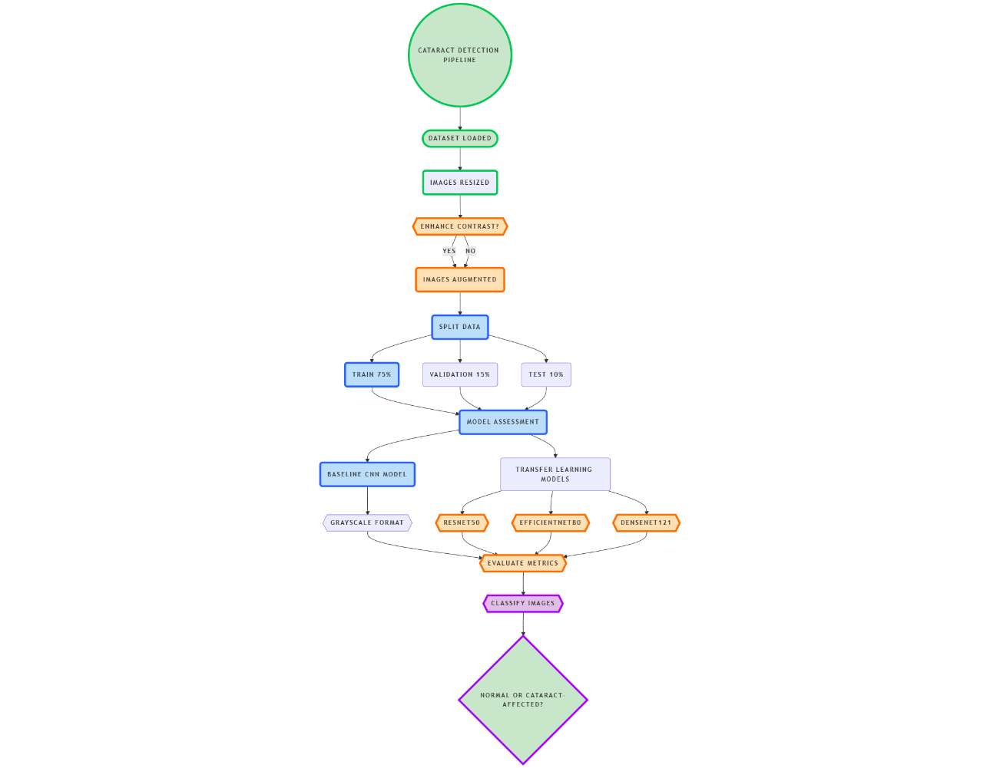 CATARACT DETECTION
PIPELINE
DATASET LOADED
IMAGES RESIZED
ENHANCE CONTRAST?
YES NO
IMAGES AUGMENTED
SPLIT DATA
TRAIN 75% VALIDATION 15% TEST 10%
MODEL ASSESSMENT
BASELINE CNN MODEL
TRANSFER LEARNING
MODELS
GRAYSCALE FORMAT RESNET50 EFFICIENTNETB0 DENSENET121
EVALUATE METRICS
CLASSIFY IMAGES
NORMAL OR CATARACT-
AFFECTED?